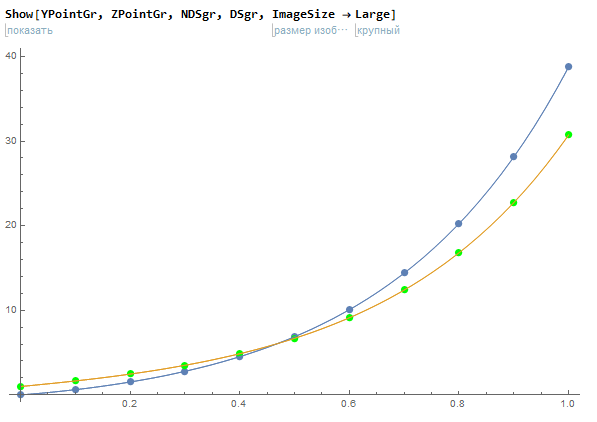 Show[YPointGr, ZPointGr, NDSgr, DSgr, ImageSize → Large]
показать размер изоб⋯ крупный
40
30
20
10
0.2 0.4 0.6 0.8 1.0